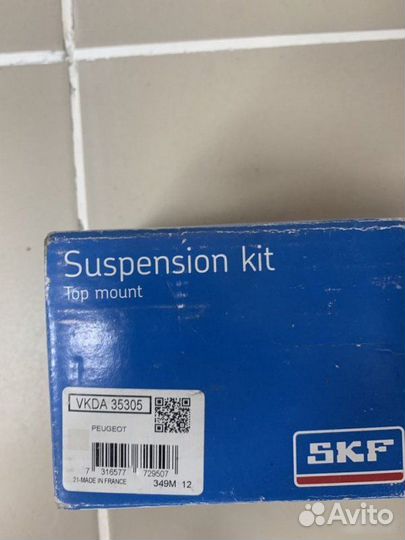 Suspension kit
Top mount
VKDA 35305
PEUGEOT
7 316577 729507
21-MADE IN FRANCE 349M 12
SKF
Avito